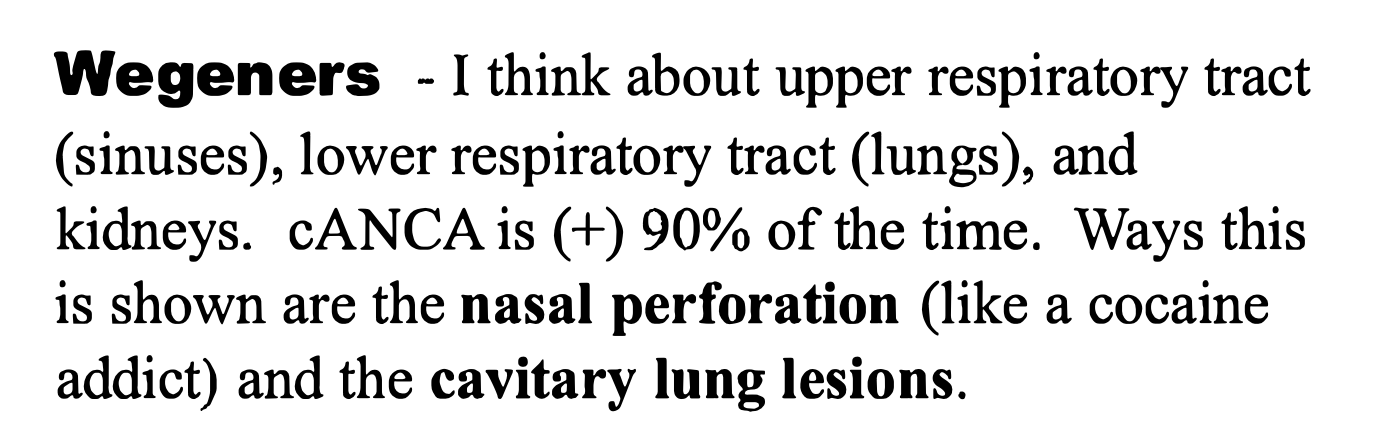 Wegeners - I think about upper respiratory tract
(sinuses), lower respiratory tract (lungs), and
kidneys. cANCA is (+) 90% of the time. Ways this
is shown are the nasal perforation (like a cocaine
addict) and the cavitary lung lesions.